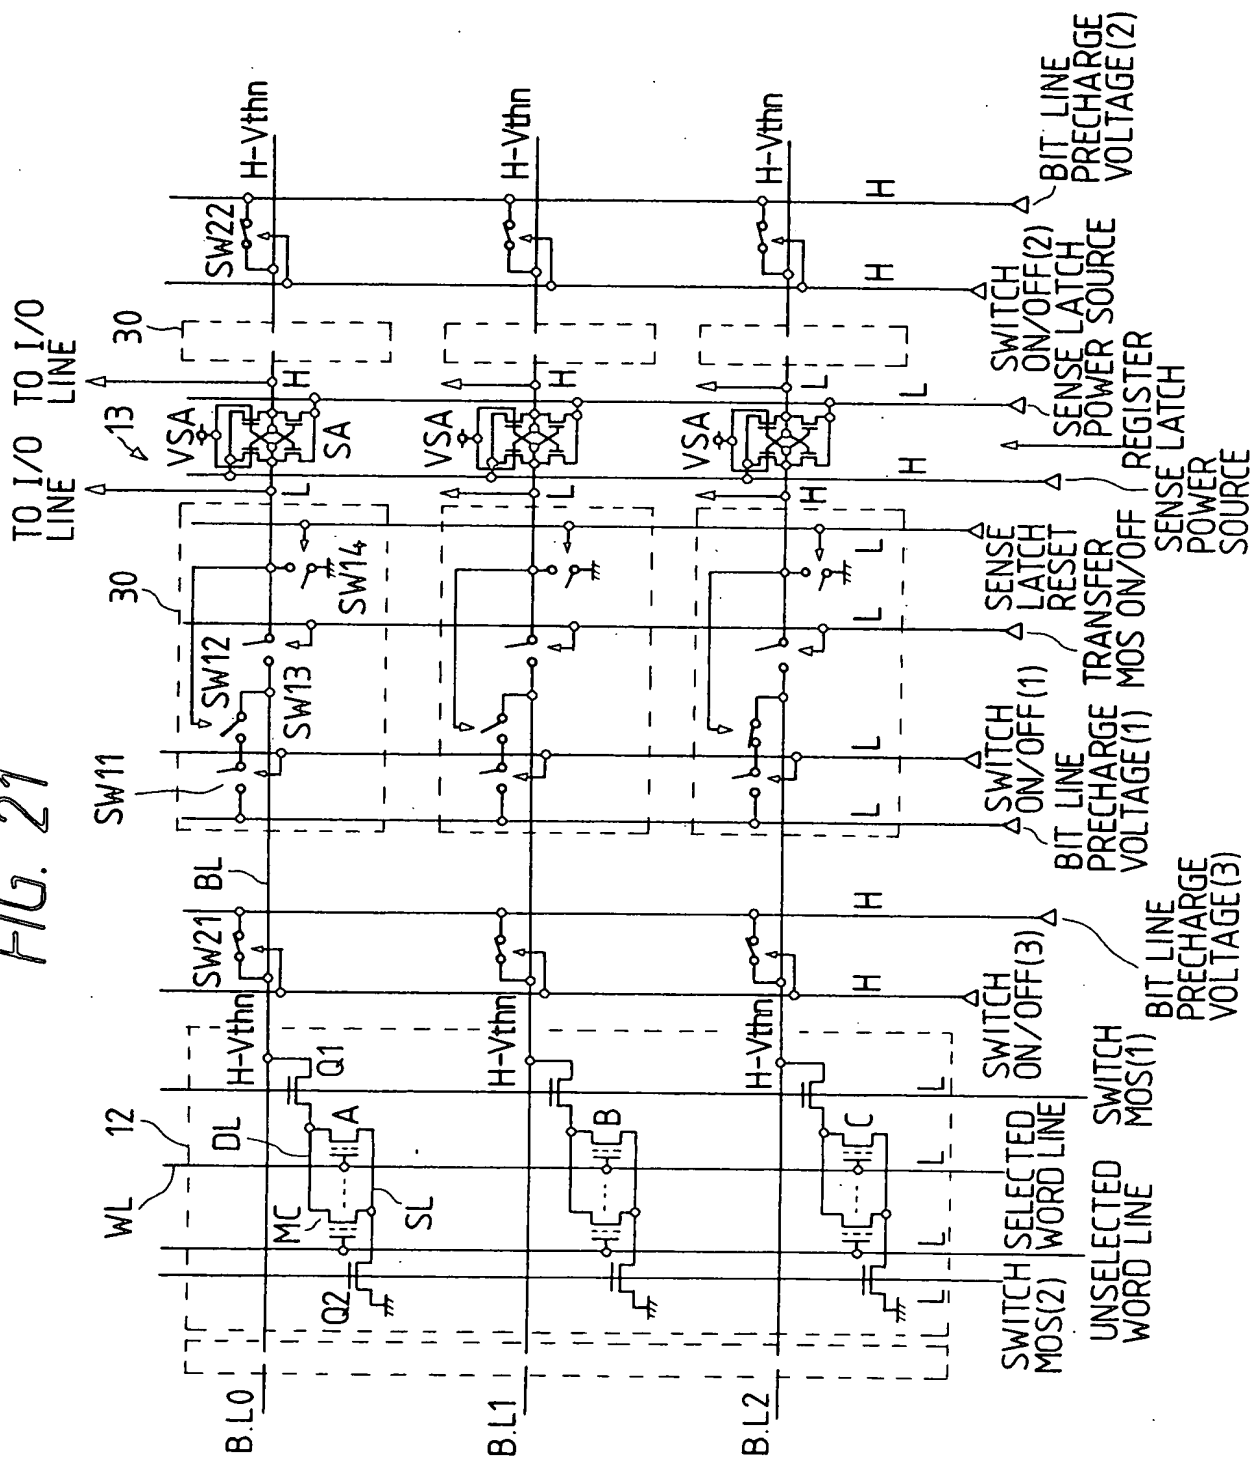 FIG. 21
TO I/O
LINE
TO I/O
LINE
13
30
30
SW11
SW12
SW13
SW14
VSA
SA
SW22
H-Vthn
BL
SW21
H-Vthn
12
WL
DL
Q1
A
MC
SL
Q2
B.L0
L
H
VSA
H-Vthn
H-Vthn
B
B.L1
L
H
VSA
H-Vthn
H-Vthn
C
B.L2
H
L
L
L
L
L
H
H
L
L
L
L
H
L
H
H
SWITCH
MOS(2)
UNSELECTED
WORD LINE
SELECTED
WORD LINE
SWITCH
MOS(1)
SWITCH
ON/OFF(3)
BIT LINE
PRECHARGE
VOLTAGE(3)
BIT LINE
PRECHARGE
VOLTAGE(1)
SWITCH
ON/OFF(1)
TRANSFER
MOS ON/OFF
SENSE
LATCH
RESET
SENSE
POWER
SOURCE
REGISTER
LATCH
SENSE LATCH
POWER SOURCE
SWITCH
ON/OFF(2)
BIT LINE
PRECHARGE
VOLTAGE(2)